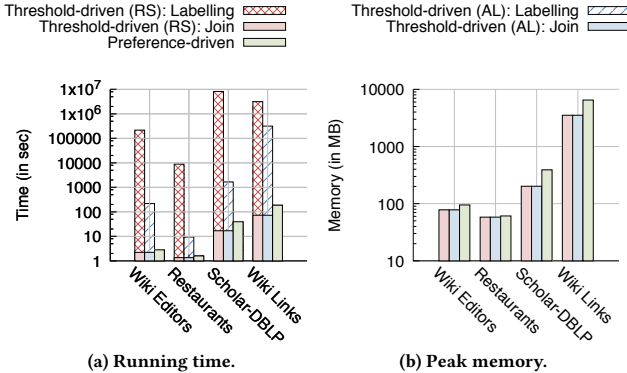 Threshold-driven (RS): Labelling
Threshold-driven (RS): Join
Preference-driven
Threshold-driven (AL): Labelling
Threshold-driven (AL): Join
Time (in sec)
1x10^7
1x10^6
100000
10000
1000
100
10
1
Wiki Editors
Restaurants
Scholar-DBLP
Wiki Links
(a) Running time.
Memory (in MB)
10000
1000
100
10
Wiki Editors
Restaurants
Scholar-DBLP
Wiki Links
(b) Peak memory.